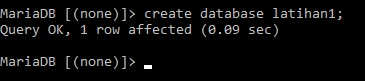 MariaDB [(none)]> create database latihan1;
Query OK, 1 row affected (0.09 sec)
MariaDB [(none)]> _